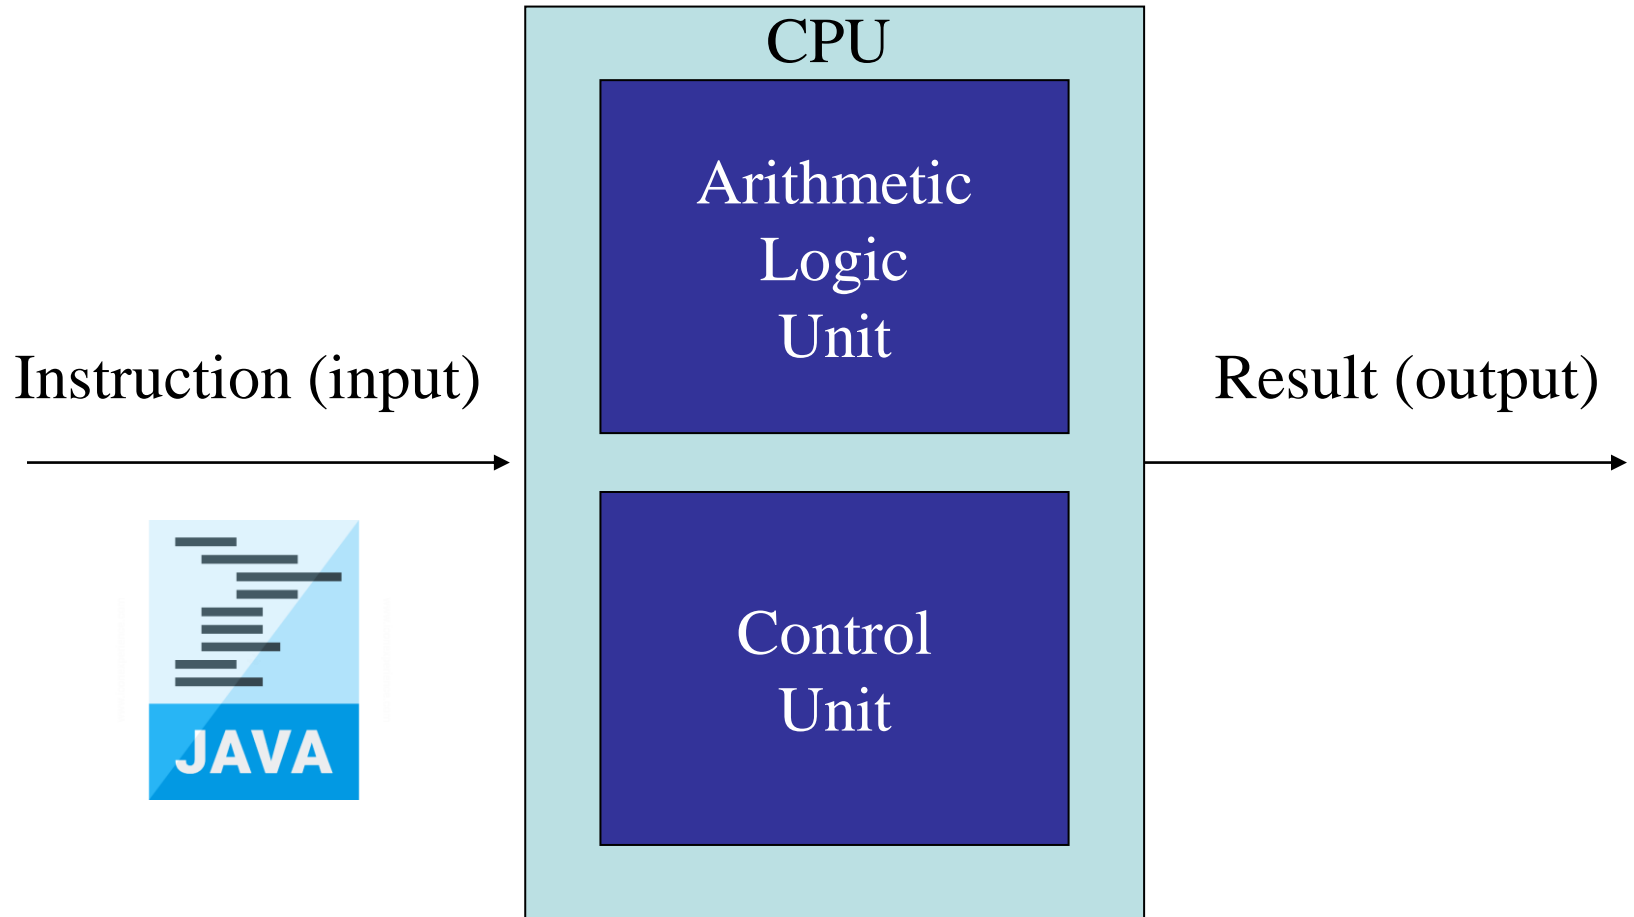 CPU
Arithmetic
Logic
Unit
Instruction (input)
Result (output)
Control
Unit
JAVA